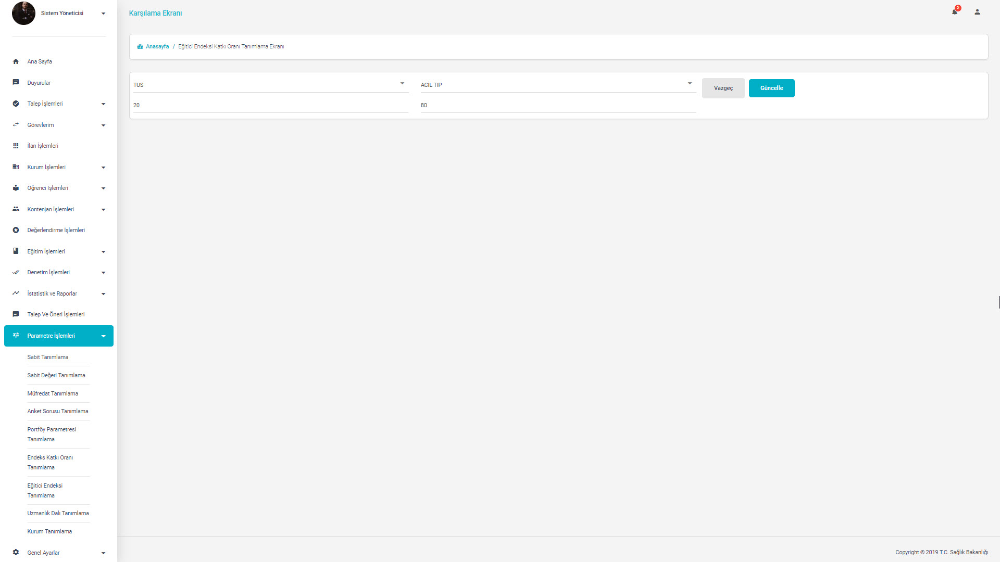 Sistem Yöneticisi
Ana Sayfa
Duyurular
Talep İşlemleri
Görevlerim
İlan İşlemleri
Kurum İşlemleri
Öğrenci İşlemleri
Kontenjan İşlemleri
Değerlendirme İşlemleri
Eğitim İşlemleri
Denetim İşlemleri
İstatistik ve Raporlar
Talep Ve Öneri İşlemleri
Parametre İşlemleri
Sabit Tanımlama
Sabit Değeri Tanımlama
Müfredat Tanımlama
Anket Sorusu Tanımlama
Portföy Parametresi
Tanımlama
Endeks Katkı Oranı
Tanımlama
Eğitici Endeksi
Tanımlama
Uzmanlık Dalı Tanımlama
Kurum Tanımlama
Genel Ayarlar
Karşılama Ekranı
0
Anasayfa / Eğitici Endeksi Katkı Oranı Tanımlama Ekranı
TUS ACİL TIP Vazgeç Güncelle
20 80
Copyright © 2019 T.C. Sağlık Bakanlığı